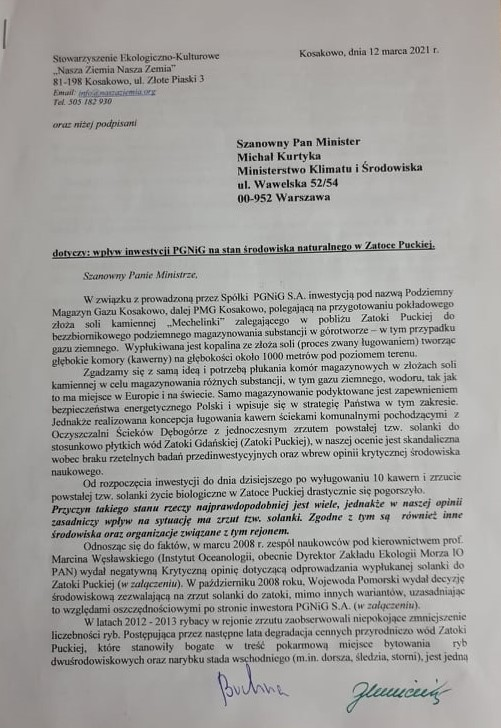 Stowarzyszenie Ekologiczno-Kulturowe
„Nasza Ziemia Nasza Zemia”
81-198 Kosakowo, ul. Złote Piaski 3
Email: info@naszaziemia.org
Tel. 505 182 930
Kosakowo, dnia 12 marca 2021 r.
oraz niżej podpisani
Szanowny Pan Minister
Michał Kurtyka
Ministerstwo Klimatu i Środowiska
ul. Wawelska 52/54
00-952 Warszawa
dotyczy: wpływ inwestycji PGNiG na stan środowiska naturalnego w Zatoce Puckiej.
Szanowny Panie Ministrze,
W związku z prowadzoną przez Spółki PGNiG S.A. inwestycją pod nazwą Podziemny
Magazyn Gazu Kosakowo, dalej PMG Kosakowo, polegającą na przygotowaniu pokładowego
złoża soli kamiennej „Mechelinki” zalegającego w pobliżu Zatoki Puckiej do
bezzbiornikowego podziemnego magazynowania substancji w górotworze – w tym przypadku
gazu ziemnego. Wypłukiwana jest kopalina ze złoża soli (proces zwany ługowaniem) tworząc
głębokie komory (kawerny) na głębokości około 1000 metrów pod poziomem terenu.
Zgadzamy się z samą ideą i potrzebą płukania komór magazynowych w złożach soli
kamiennej w celu magazynowania różnych substancji, w tym gazu ziemnego, wodoru, tak jak
to ma miejsce w Europie i na świecie. Samo magazynowanie podyktowane jest zapewnieniem
bezpieczeństwa energetycznego Polski i wpisuje się w strategię Państwa w tym zakresie.
Jednakże realizowana koncepcja ługowania kawern ściekami komunalnymi pochodzącymi z
Oczyszczalni Ścieków Dębogórze z jednoczesnym zrzutem powstałej tzw. solanki do
stosunkowo płytkich wód Zatoki Gdańskiej (Zatoki Puckiej), w naszej ocenie jest skandaliczna
wobec braku rzetelnych badań przedinwestycyjnych oraz wbrew opinii krytycznej środowiska
naukowego.
Od rozpoczęcia inwestycji do dnia dzisiejszego po wyługowaniu 10 kawern i zrzucie
powstałej tzw. solanki życie biologiczne w Zatoce Puckiej drastycznie się pogorszyło.
Przyczyn takiego stanu rzeczy najprawdopodobniej jest wiele, jednakże w naszej opinii
zasadniczy wpływ na sytuację ma zrzut tzw. solanki. Zgodne z tym są również inne
środowiska oraz organizacje związane z tym rejonem.
Odnosząc się do faktów, w marcu 2008 r. zespół naukowców pod kierownictwem prof.
Marcina Węsławskiego (Instytut Oceanologii, obecnie Dyrektor Zakładu Ekologii Morza IO
PAN) wydał negatywną Krytyczną opinię dotyczącą odprowadzania wypłukanej solanki do
Zatoki Puckiej (w załączeniu). W październiku 2008 roku, Wojewoda Pomorski wydał decyzję
środowiskową zezwalającą na zrzut solanki do zatoki, mimo innych wariantów, uzasadniając
to względami oszczędnościowymi po stronie inwestora PGNiG S.A. (w załączeniu).
W latach 2012 - 2013 rybacy w rejonie zrzutu zaobserwowali niepokojące zmniejszenie
liczebności ryb. Postępująca przez następne lata degradacja cennych przyrodniczo wód Zatoki
Puckiej, które stanowiły bogate w treść pokarmową miejsce bytowania ryb
dwuśrodowiskowych oraz narybku stada wschodniego (m.in. dorsza, śledzia, storni), jest jedną